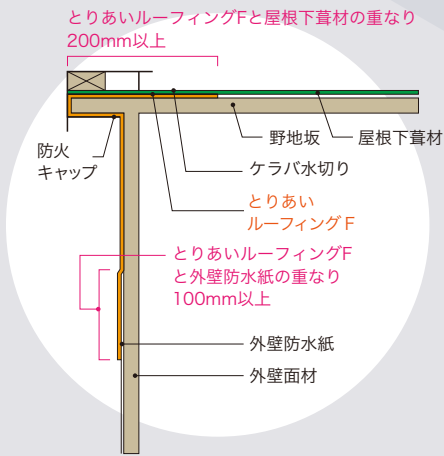 とりあいルーフィングFと屋根下葺材の重なり
200mm以上
野地坂
屋根下葺材
防火
キャップ
ケラバ水切り
とりあい
ルーフィングF
とりあいルーフィングF
と外壁防水紙の重なり
100mm以上
外壁防水紙
外壁面材